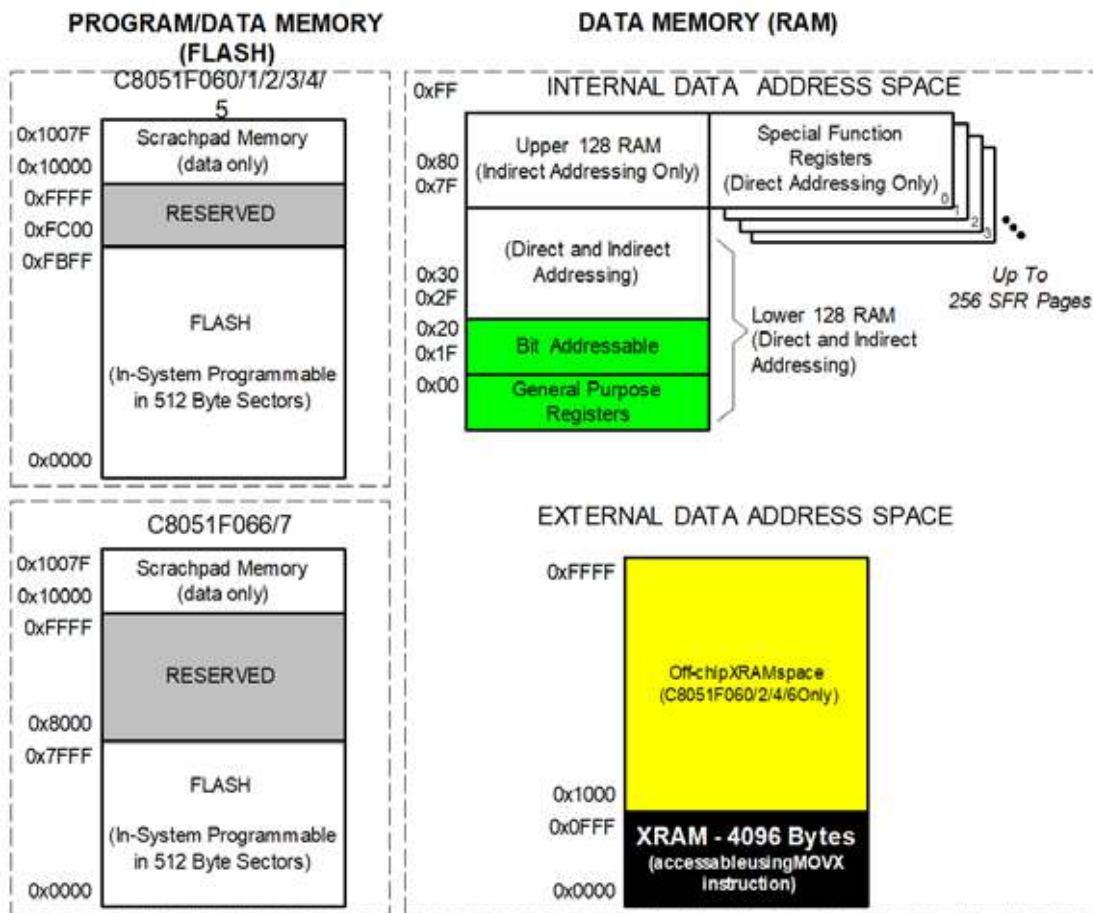 PROGRAM/DATA MEMORY
(FLASH)
C8051F060/1/2/3/4/
5
0x1007F
0x10000
Scrachpad Memory
(data only)
0xFFFF
0xFC00
RESERVED
0xFBFF
FLASH
(In-System Programmable
in 512 Byte Sectors)
0x0000
C8051F066/7
0x1007F
0x10000
Scrachpad Memory
(data only)
0xFFFF
RESERVED
0x8000
0x7FFF
FLASH
(In-System Programmable
in 512 Byte Sectors)
0x0000
DATA MEMORY (RAM)
INTERNAL DATA ADDRESS SPACE
0xFF
0x80
0x7F
Upper 128 RAM
(Indirect Addressing Only)
Special Function
Registers
(Direct Addressing Only)
0
1
2
3
Up To
256 SFR Pages
(Direct and Indirect
Addressing)
0x30
0x2F
0x20
0x1F
Bit Addressable
0x00
General Purpose
Registers
Lower 128 RAM
(Direct and Indirect
Addressing)
EXTERNAL DATA ADDRESS SPACE
0xFFFF
Off-chipXRAMspace
(C8051F060/2/4/6Only)
0x1000
0x0FFF
XRAM - 4096 Bytes
(accessableusingMOVX
instruction)
0x0000